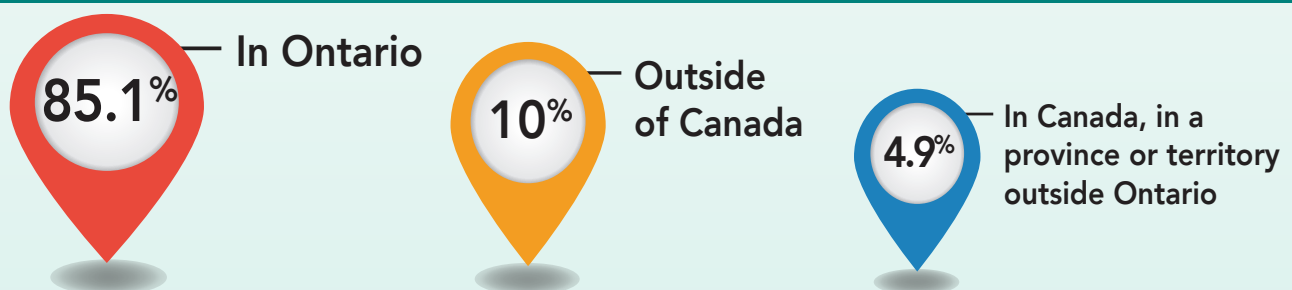 85.1%
In Ontario
10%
Outside
of Canada
4.9%
In Canada, in a
province or territory
outside Ontario